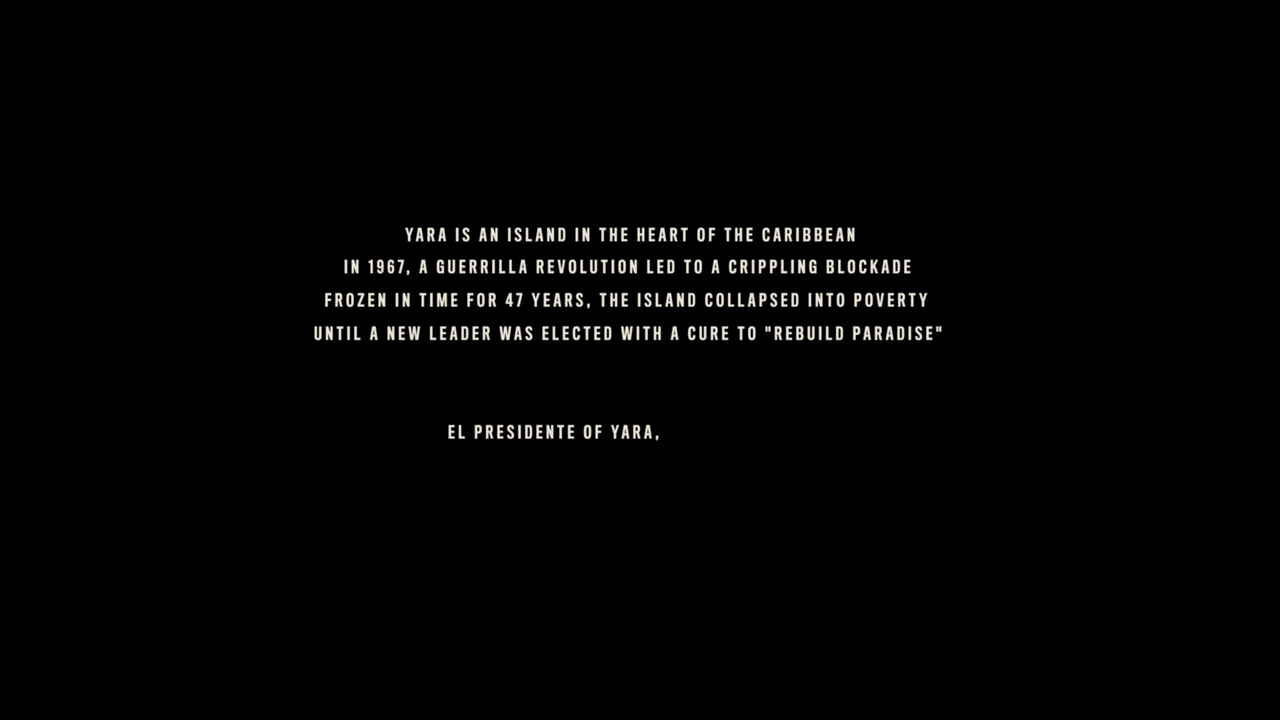 YARA IS AN ISLAND IN THE HEART OF THE CARIBBEAN
IN 1967, A GUERRILLA REVOLUTION LED TO A CRIPPLING BLOCKADE
FROZEN IN TIME FOR 47 YEARS, THE ISLAND COLLAPSED INTO POVERTY
UNTIL A NEW LEADER WAS ELECTED WITH A CURE TO "REBUILD PARADISE"
EL PRESIDENTE OF YARA,